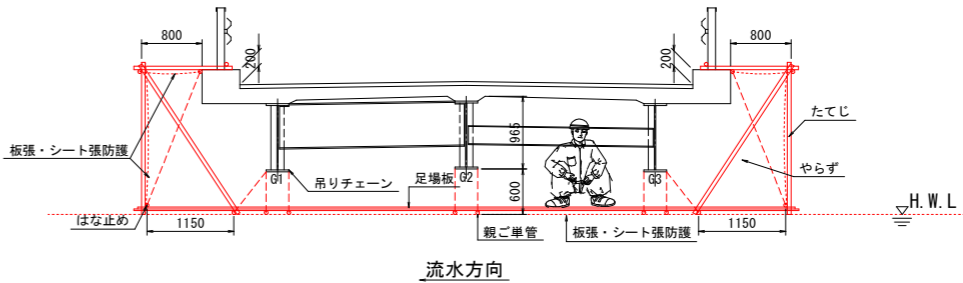 800
200
200
800
たてじ
965
板張・シート張防護
やらず
G1
吊りチェーン
足場板
G2
600
G3
H.W.L
はな止め
1150
親ご単管
板張・シート張防護
1150
流水方向